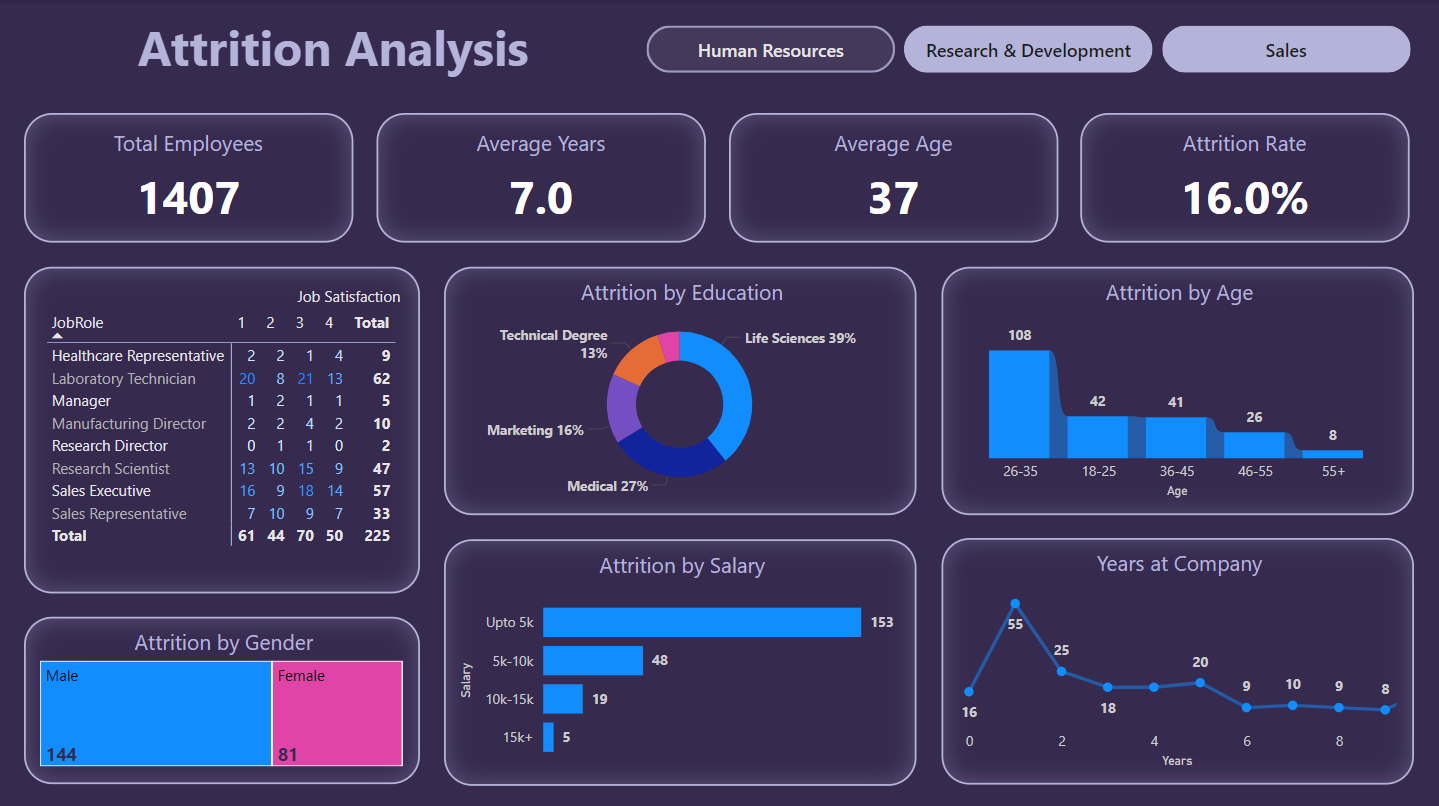 Attrition Analysis
Human Resources
Research & Development
Sales
Total Employees
1407
Average Years
7.0
Average Age
37
Attrition Rate
16.0%
Job Satisfaction
JobRole 1 2 3 4 Total
Healthcare Representative 2 2 1 4 9
Laboratory Technician 20 8 21 13 62
Manager 1 2 1 1 5
Manufacturing Director 2 2 4 2 10
Research Director 0 1 1 0 2
Research Scientist 13 10 15 9 47
Sales Executive 16 9 18 14 57
Sales Representative 7 10 9 7 33
Total 61 44 70 50 225
Attrition by Education
Technical Degree
13%
Life Sciences 39%
Marketing 16%
Medical 27%
Attrition by Age
108
42
41
26
8
26-35 18-25 36-45 46-55 55+
Age
Attrition by Gender
Male
144
Female
81
Attrition by Salary
Salary
Upto 5k 153
5k-10k 48
10k-15k 19
15k+ 5
Years at Company
16
55
25
18
20
9
10
9
8
0 2 4 6 8
Years